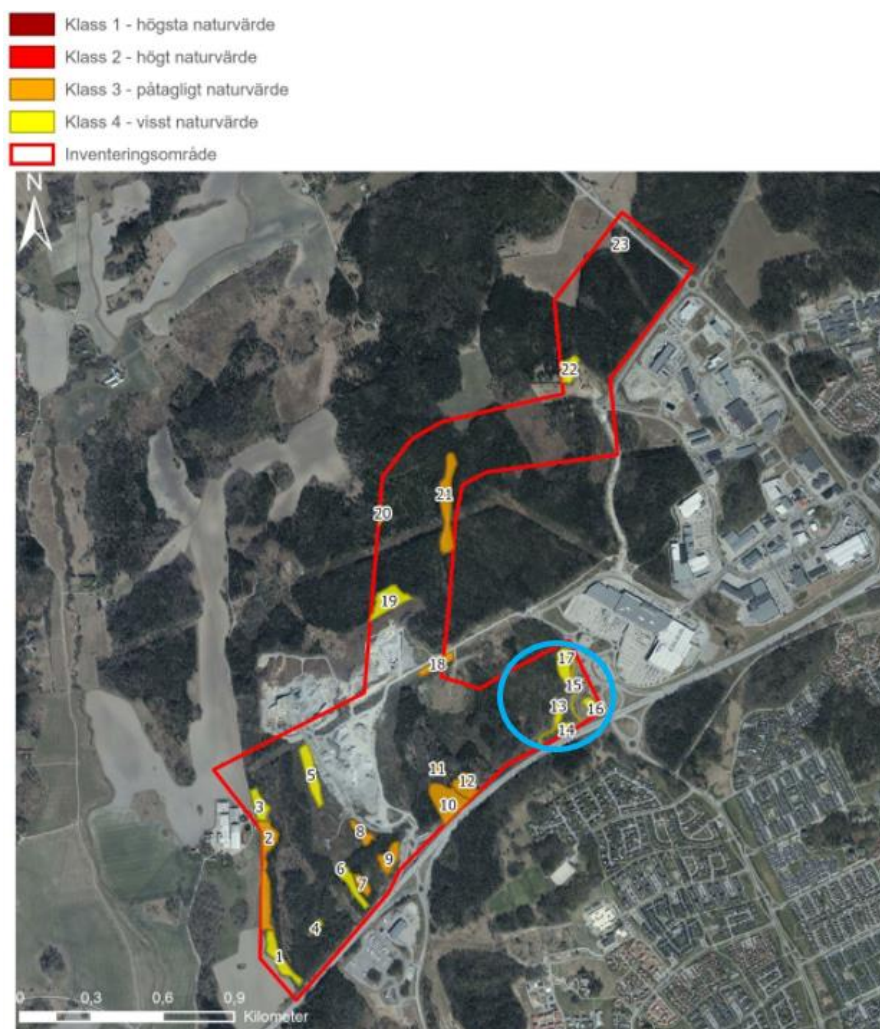 Klass 1 - högsta naturvärde
Klass 2 - högt naturvärde
Klass 3 - påtagligt naturvärde
Klass 4 - visst naturvärde
Inventeringsområde
N
23
22
21
20
19
18
17
15
13
16
14
5
11
12
3
10
2
8
9
6
7
4
1
0 0,3 0,6 0,9
Kilometer